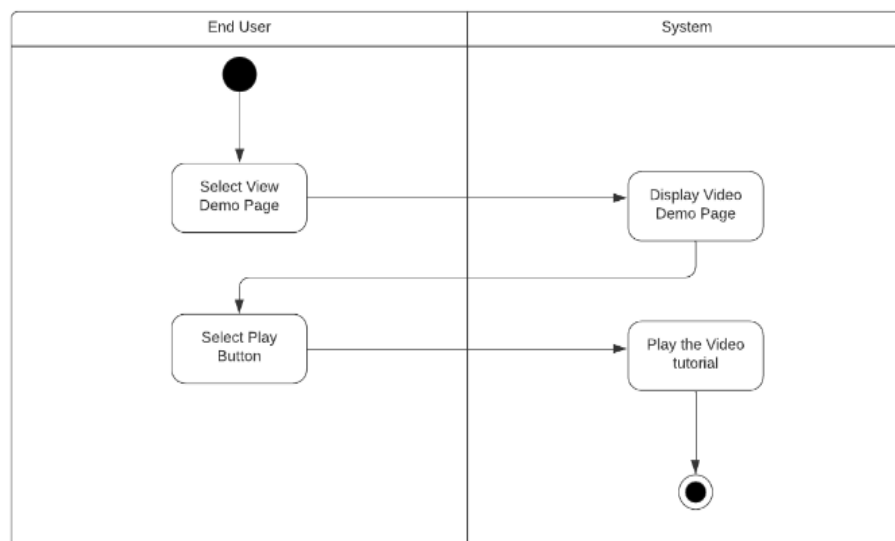 End User
System
Select View
Demo Page
Display Video
Demo Page
Select Play
Button
Play the Video
tutorial